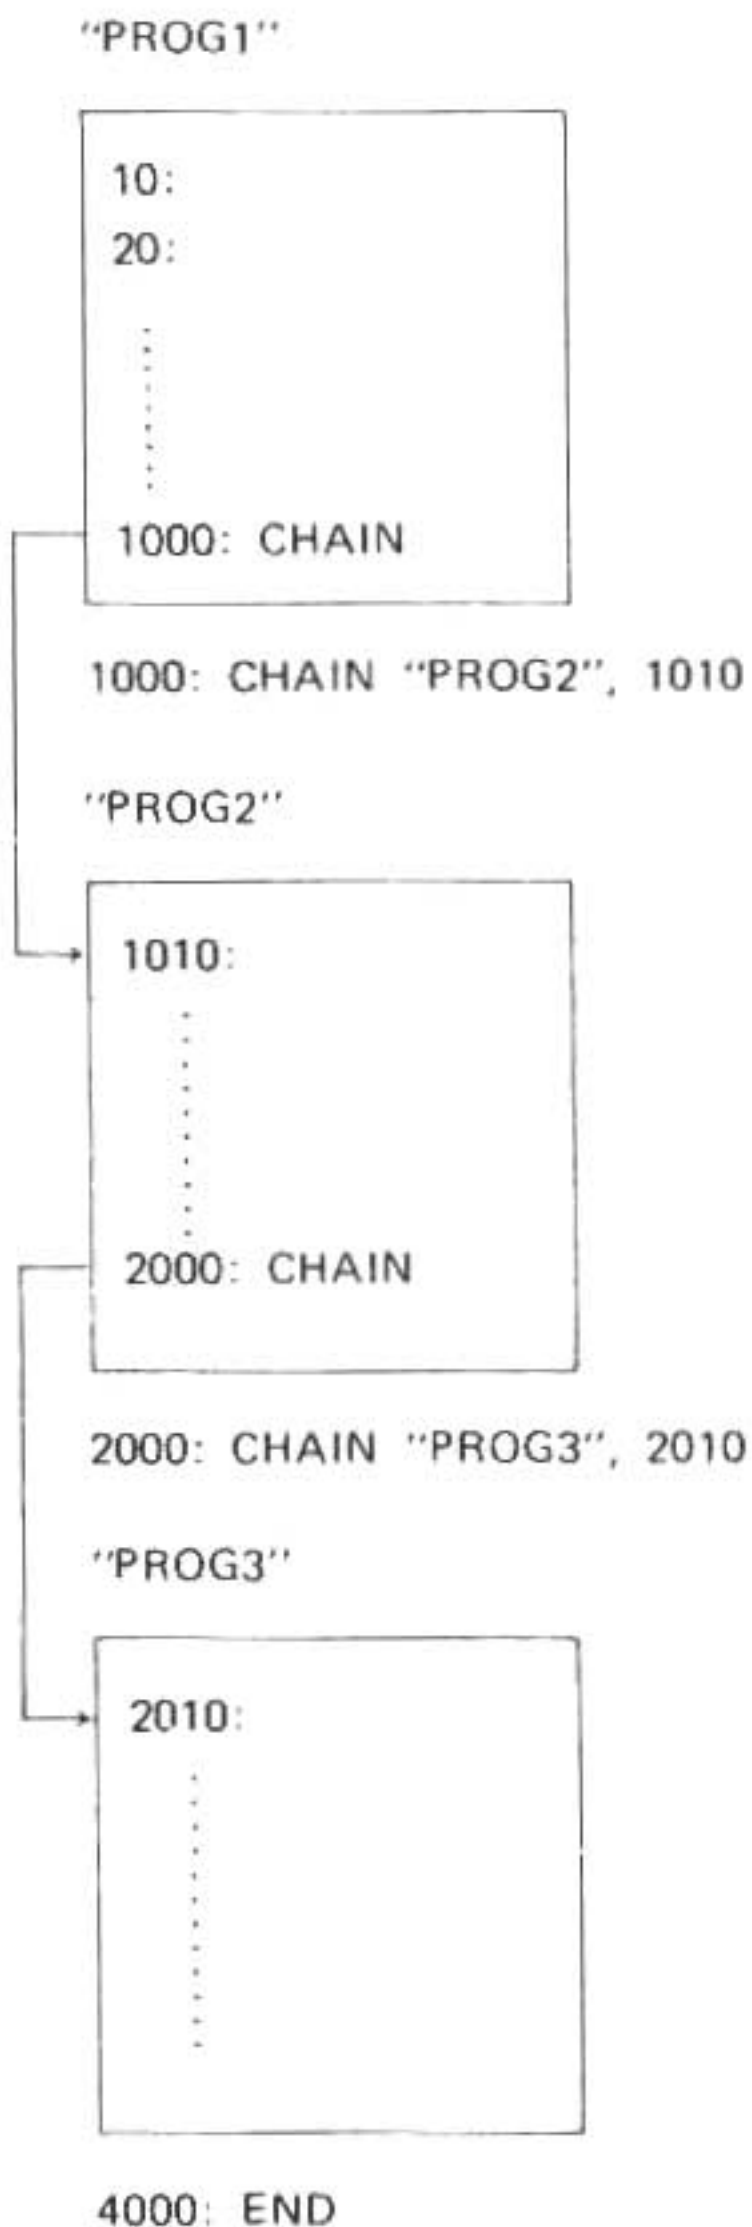 "PROG1"
10:
20:
1000: CHAIN
1000: CHAIN "PROG2", 1010
"PROG2"
1010:
2000: CHAIN
2000: CHAIN "PROG3", 2010
"PROG3"
2010:
4000: END